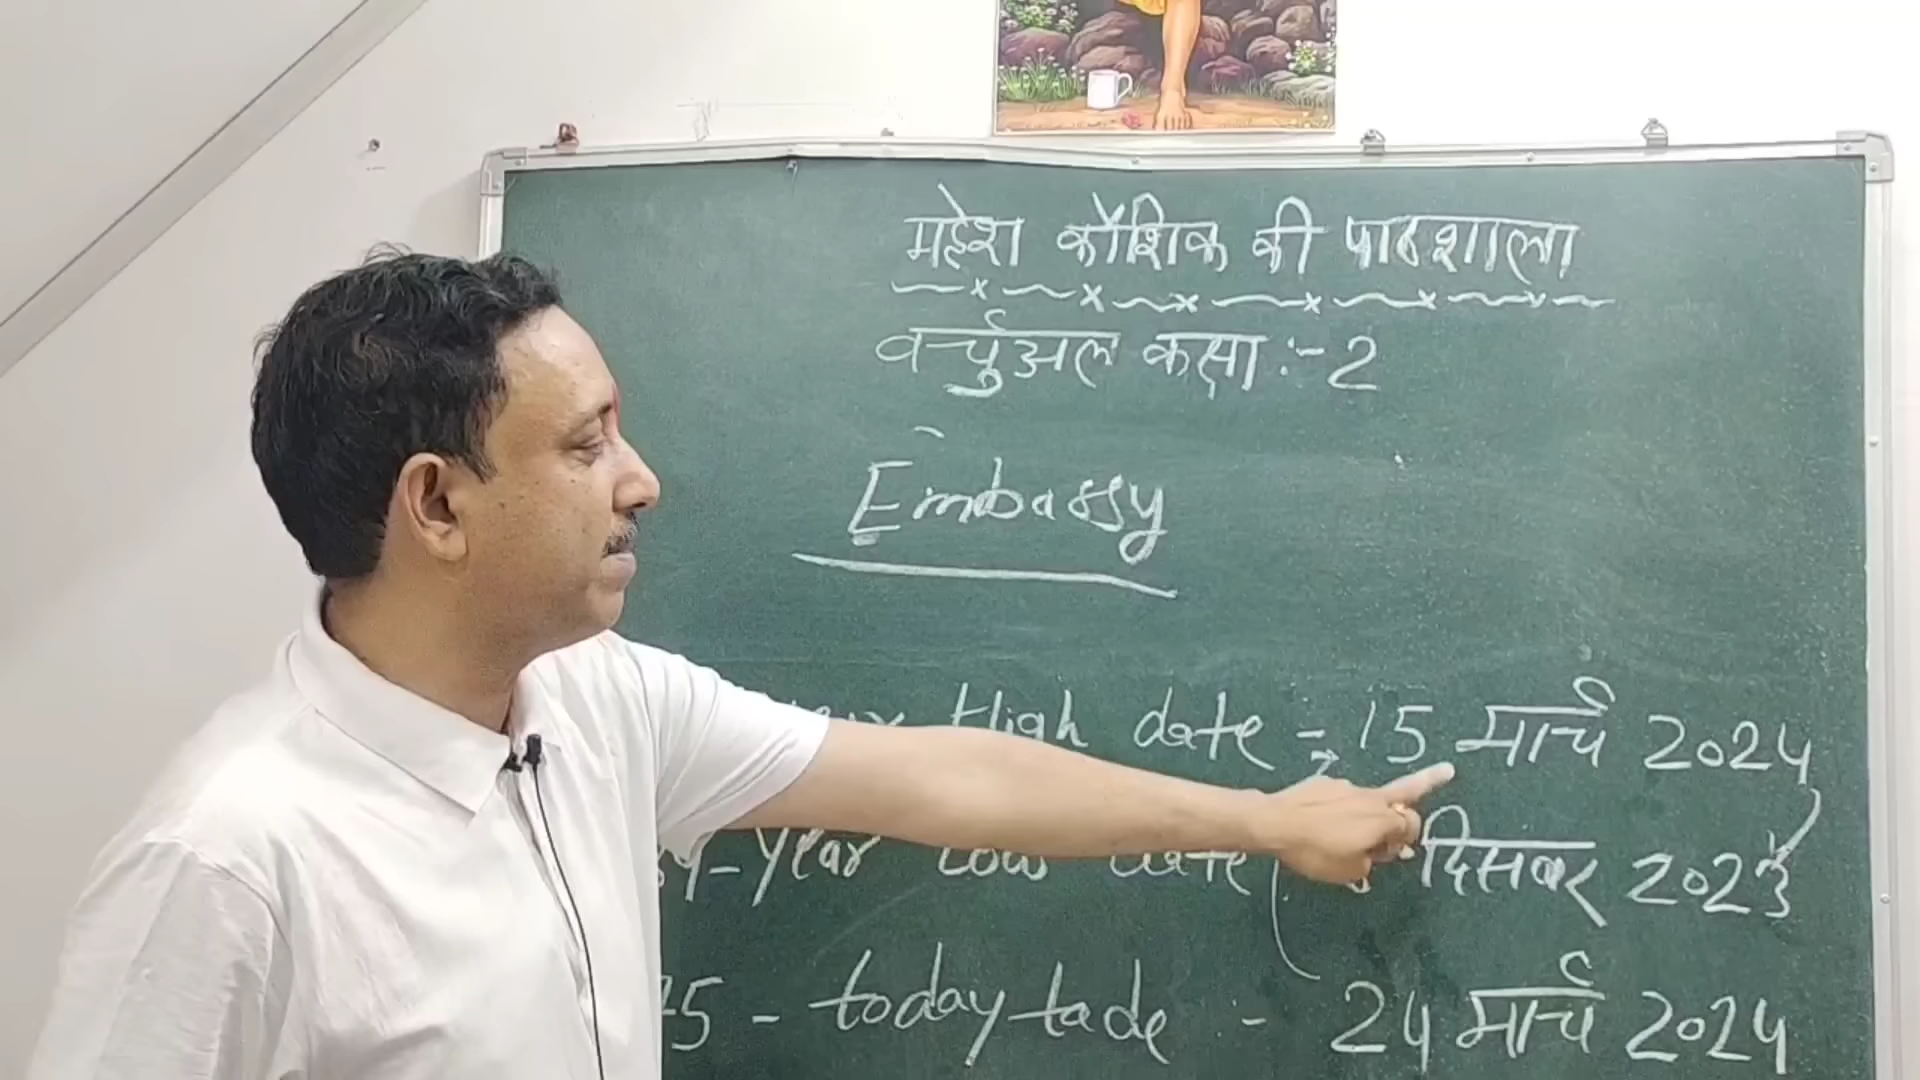 महेश कौशिक की पाठशाला
वर्चुअल कक्षा :- 2
Embassy
High date - 15 मार्च 2024
Year Low date दिसंबर 2023
75 - today tade :- 24 मार्च 2024